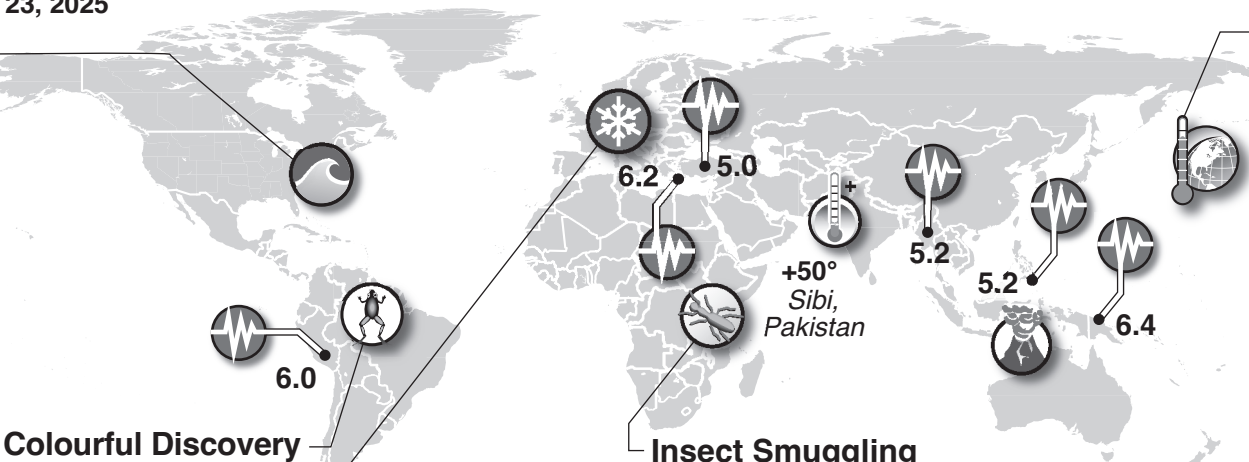 23, 2025
6.2
5.0
+
+50°
Sibi,
Pakistan
5.2
5.2
6.4
6.0
Colourful Discovery
Insect Smuggling